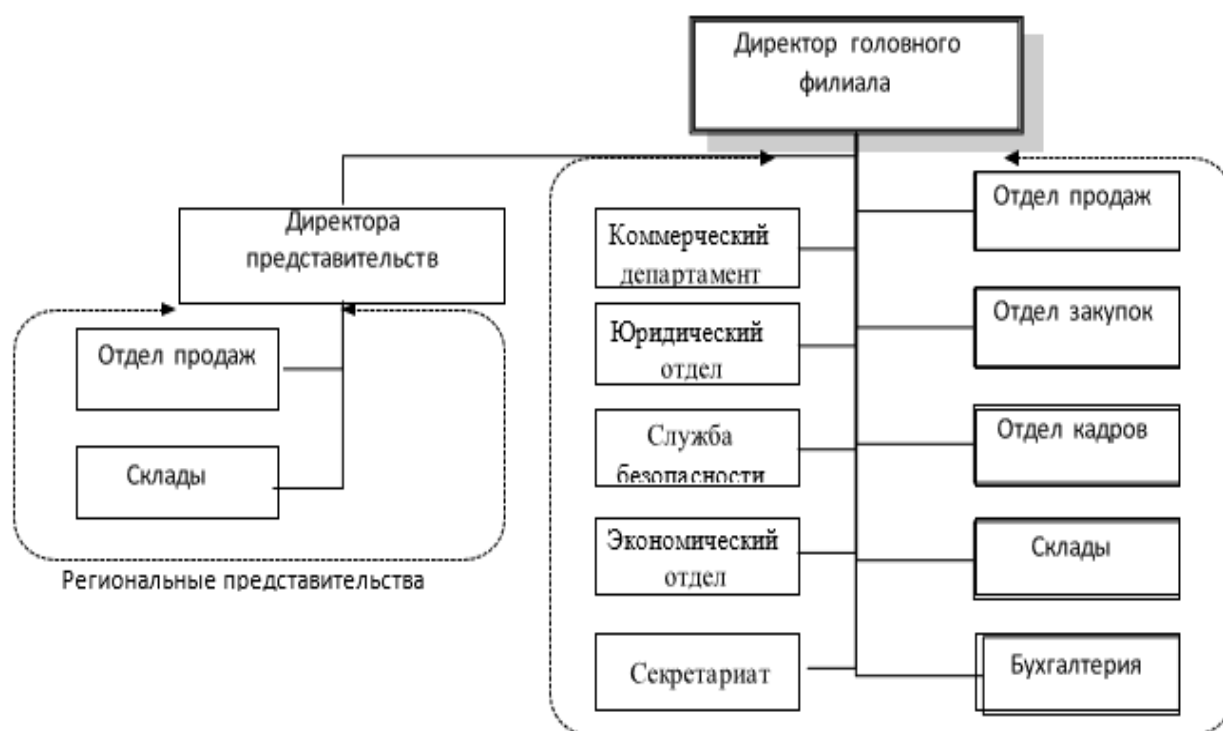 Директор головного
филиала
Директора
представительств
Отдел продаж
Склады
Региональные представительства
Коммерческий
департамент
Юридический
отдел
Служба
безопасности
Экономический
отдел
Секретариат
Отдел продаж
Отдел закупок
Отдел кадров
Склады
Бухгалтерия